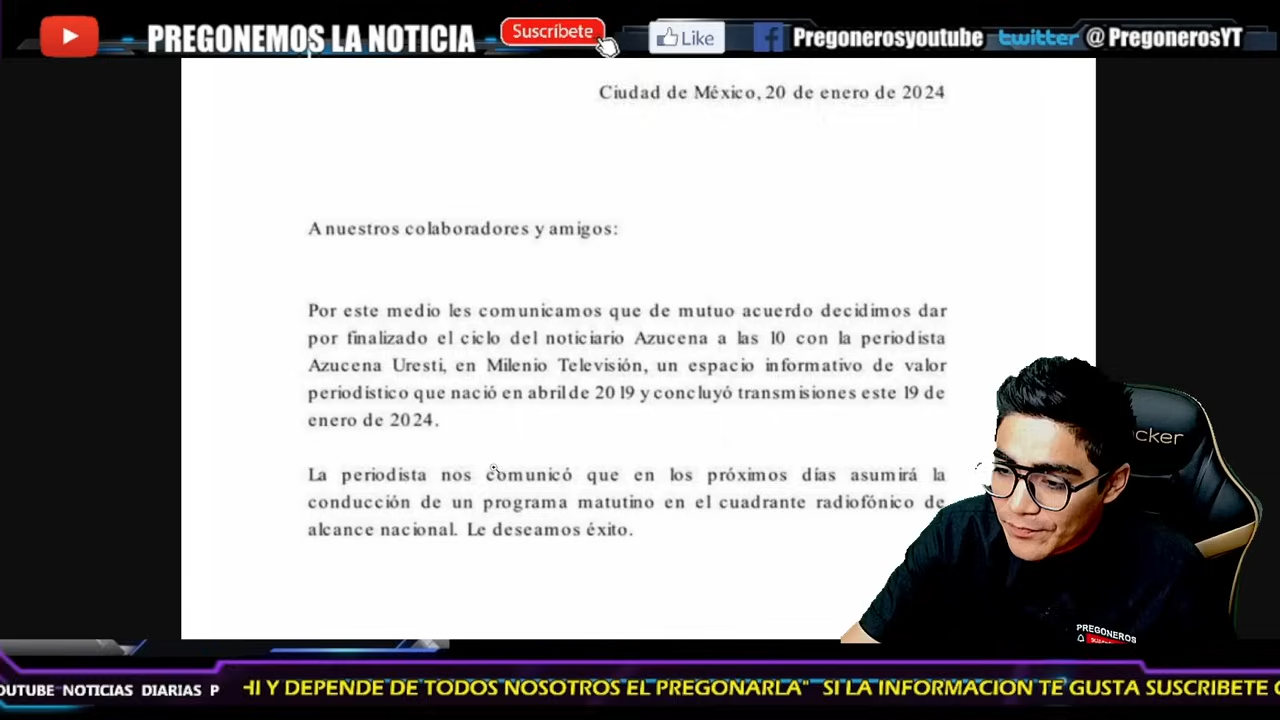 PREGONEMOS LA NOTICIA
Suscríbete
Like
f
Pregonerosyoutube
twitter
@PregonerosYT
Ciudad de México, 20 de enero de 2024
A nuestros colaboradores y amigos:
Por este medio les comunicamos que de mutuo acuerdo decidimos dar
por finalizado el ciclo del noticiario Azucena a las 10 con la periodista
Azucena Uresti, en Milenio Televisión, un espacio informativo de valor
periodístico que nació en abril de 2019 y concluyó transmisiones este 19 de
enero de 2024.
La periodista nos comunicó que en los próximos días asumirá la
conducción de un programa matutino en el cuadrante radiofónico de
alcance nacional. Le deseamos éxito.
cker
PREGONEROS
OUTUBE NOTICIAS DIARIAS P
HI Y DEPENDE DE TODOS NOSOTROS EL PREGONARLA" SI LA INFORMACION TE GUSTA SUSCRIBETE